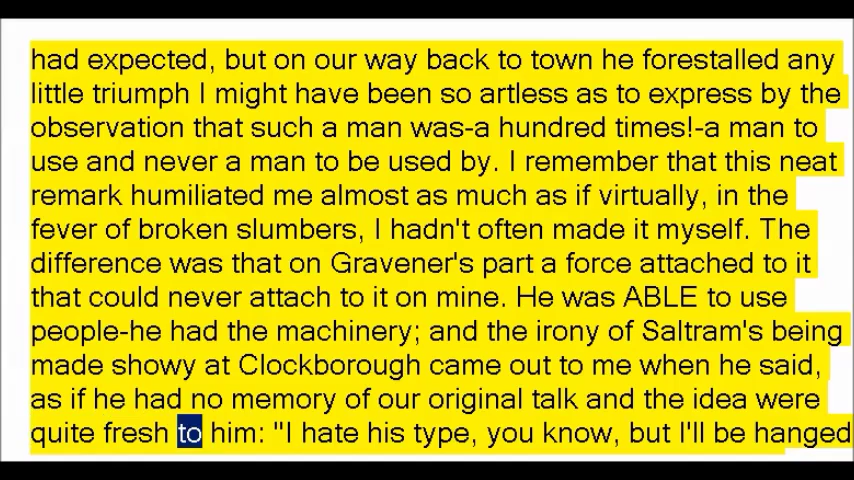 had expected, but on our way back to town he forestalled any
little triumph I might have been so artless as to express by the
observation that such a man was-a hundred times!-a man to
use and never a man to be used by. I remember that this neat
remark humiliated me almost as much as if virtually, in the
fever of broken slumbers, I hadn't often made it myself. The
difference was that on Gravener's part a force attached to it
that could never attach to it on mine. He was ABLE to use
people-he had the machinery; and the irony of Saltram's being
made showy at Clockborough came out to me when he said,
as if he had no memory of our original talk and the idea were
quite fresh to him: "I hate his type, you know, but I'll be hanged